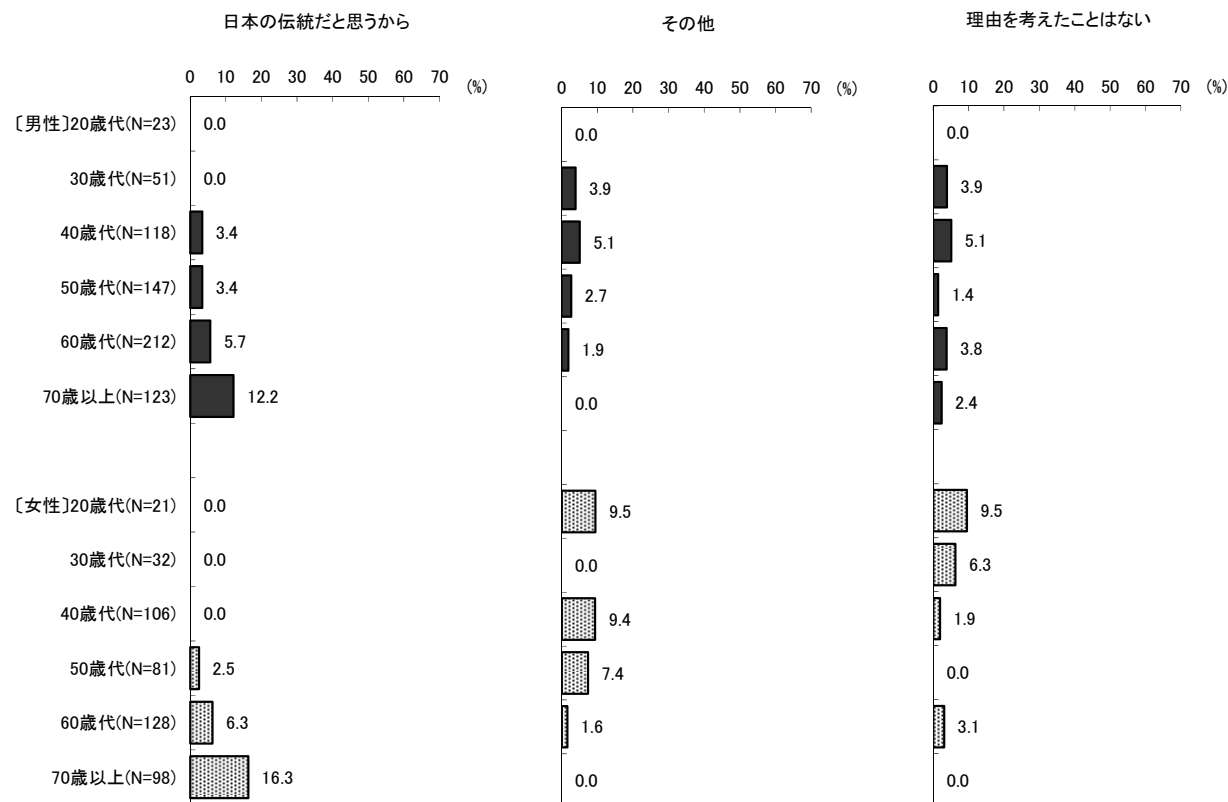 日本の伝統だと思うから
その他
理由を考えたことはない
0 10 20 30 40 50 60 70 (%)
0 10 20 30 40 50 60 70 (%)
0 10 20 30 40 50 60 70 (%)
〔男性〕20歳代(N=23) 0.0 0.0 0.0
30歳代(N=51) 0.0 3.9 3.9
40歳代(N=118) 3.4 5.1 5.1
50歳代(N=147) 3.4 2.7 1.4
60歳代(N=212) 5.7 1.9 3.8
70歳以上(N=123) 12.2 0.0 2.4
〔女性〕20歳代(N=21) 0.0 9.5 9.5
30歳代(N=32) 0.0 0.0 6.3
40歳代(N=106) 0.0 9.4 1.9
50歳代(N=81) 2.5 7.4 0.0
60歳代(N=128) 6.3 1.6 3.1
70歳以上(N=98) 16.3 0.0 0.0